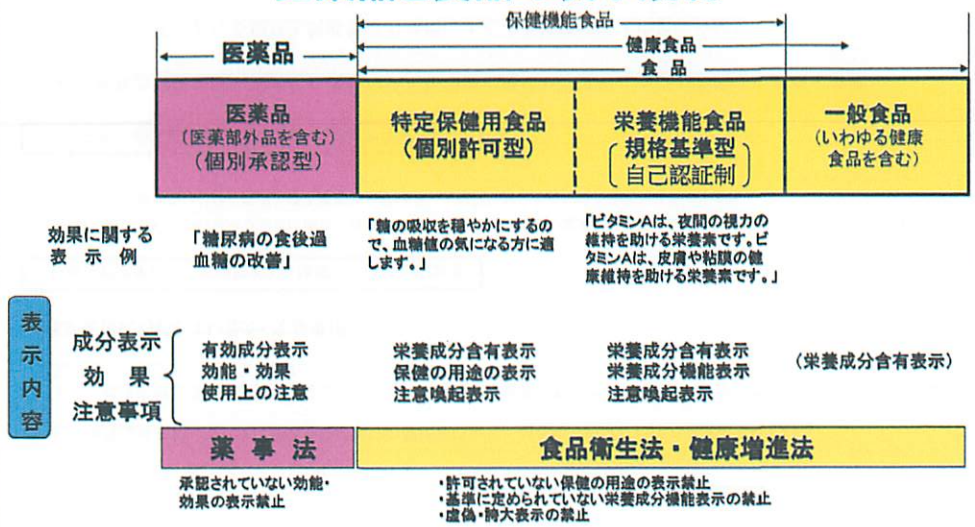 保健機能食品
健康食品
医薬品
食品
医薬品
(医薬部外品を含む)
(個別承認型)
特定保健用食品
(個別許可型)
栄養機能食品
規格基準型
自己認証制
一般食品
(いわゆる健康
食品を含む)
効果に関する
表示例
「糖尿病の食後過
血糖の改善」
「糖の吸収を穏やかにするの
で、血糖値の気になる方に適
します。」
「ビタミンAは、夜間の視力の
維持を助ける栄養素です。ビ
タミンAは、皮膚や粘膜の健
康維持を助ける栄養素です。」
表示内容
成分表示
効果
注意事項
有効成分表示
効能・効果
使用上の注意
栄養成分含有表示
保健の用途の表示
注意喚起表示
栄養成分含有表示
栄養成分機能表示
注意喚起表示
(栄養成分含有表示)
薬事法
食品衛生法・健康増進法
承認されていない効能・
効果の表示禁止
・許可されていない保健の用途の表示禁止
・基準に定められていない栄養成分機能表示の禁止
・虚偽・誇大表示の禁止